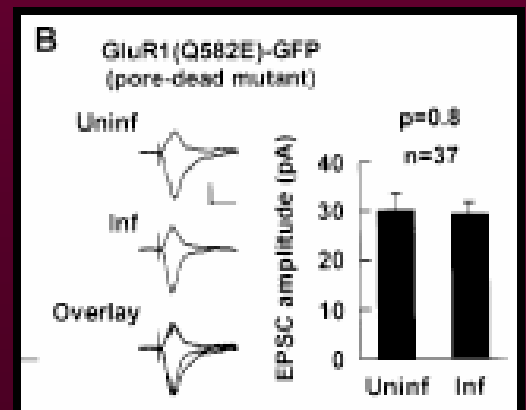 B
GluR1(Q582E)-GFP
(pore-dead mutant)
Uninf
Inf
Overlay
EPSC amplitude (pA)
p=0.8
n=37
40
30
20
10
0
Uninf Inf